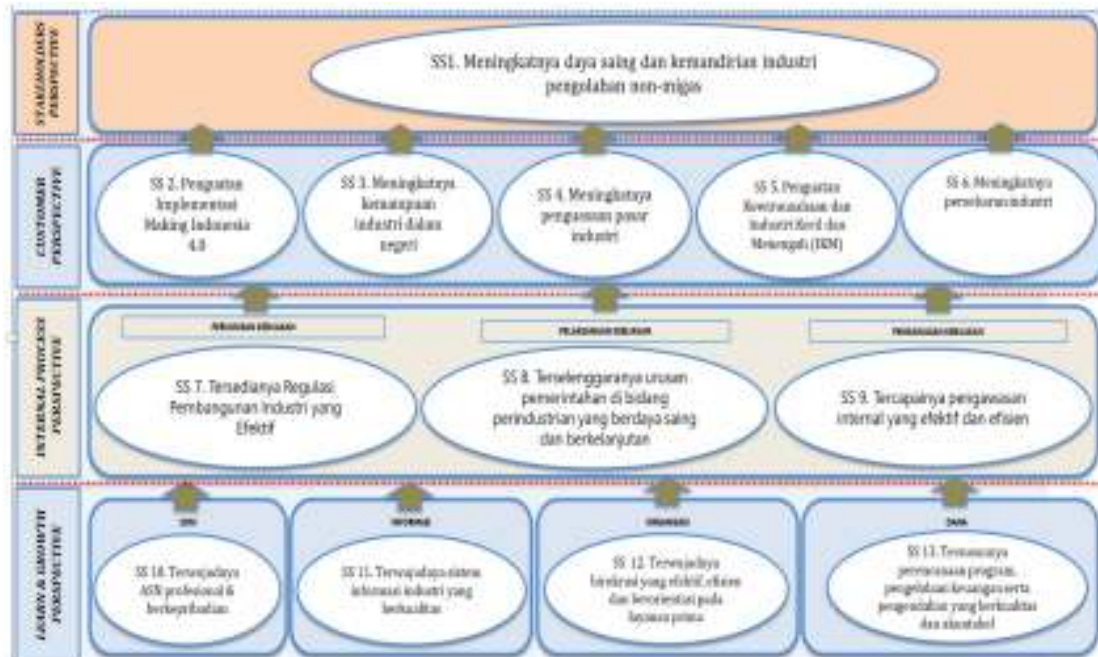 STAKEHOLDERS
PERSPECTIVE
SS1. Meningkatnya daya saing dan kemandirian industri
pengolahan non-migas
CUSTOMER
PERSPECTIVE
SS 2. Penguatan
Implementasi
Making Indonesia
4.0
SS 3. Meningkatnya
kemampuan
Industri dalam
negeri
SS 4. Meningkatnya
penguasaan pasar
industri
SS 5. Penguatan
Kewirausahaan dan
Industri Kecil dan
Menengah (IKM)
SS 6. Meningkatnya
persebaran industri
INTERNAL PROCESS
PERSPECTIVE
PERUMUSAN KEBIJAKAN
PELAKSANAAN KEBIJAKAN
KEBIJAKAN
SS 7. Tersedianya Regulasi
Pembangunan Industri yang
Efektif
SS 8. Terselenggaranya urusan
pemerintahan di bidang
perindustrian yang berdaya saing
dan berkelanjutan
SS 9. Tercapainya pengawasan
internal yang efektif dan efisien
LEARN & GROWTH
PERSPECTIVE
SDM
SS 10. Terwujudnya
ASN profesional &
berkepribadian
INFORMASI
SS 11. Terwujudnya sistem
informasi industri yang
berkualitas
ORGANISASI
SS 12. Terwujudnya
birokrasi yang efektif, efisien
dan berorientasi pada
layanan prima
DANA
SS 13. Tersusunnya
perencanaan program,
pengelolaan keuangan serta
pengendalian yang berkualitas
dan akuntabel